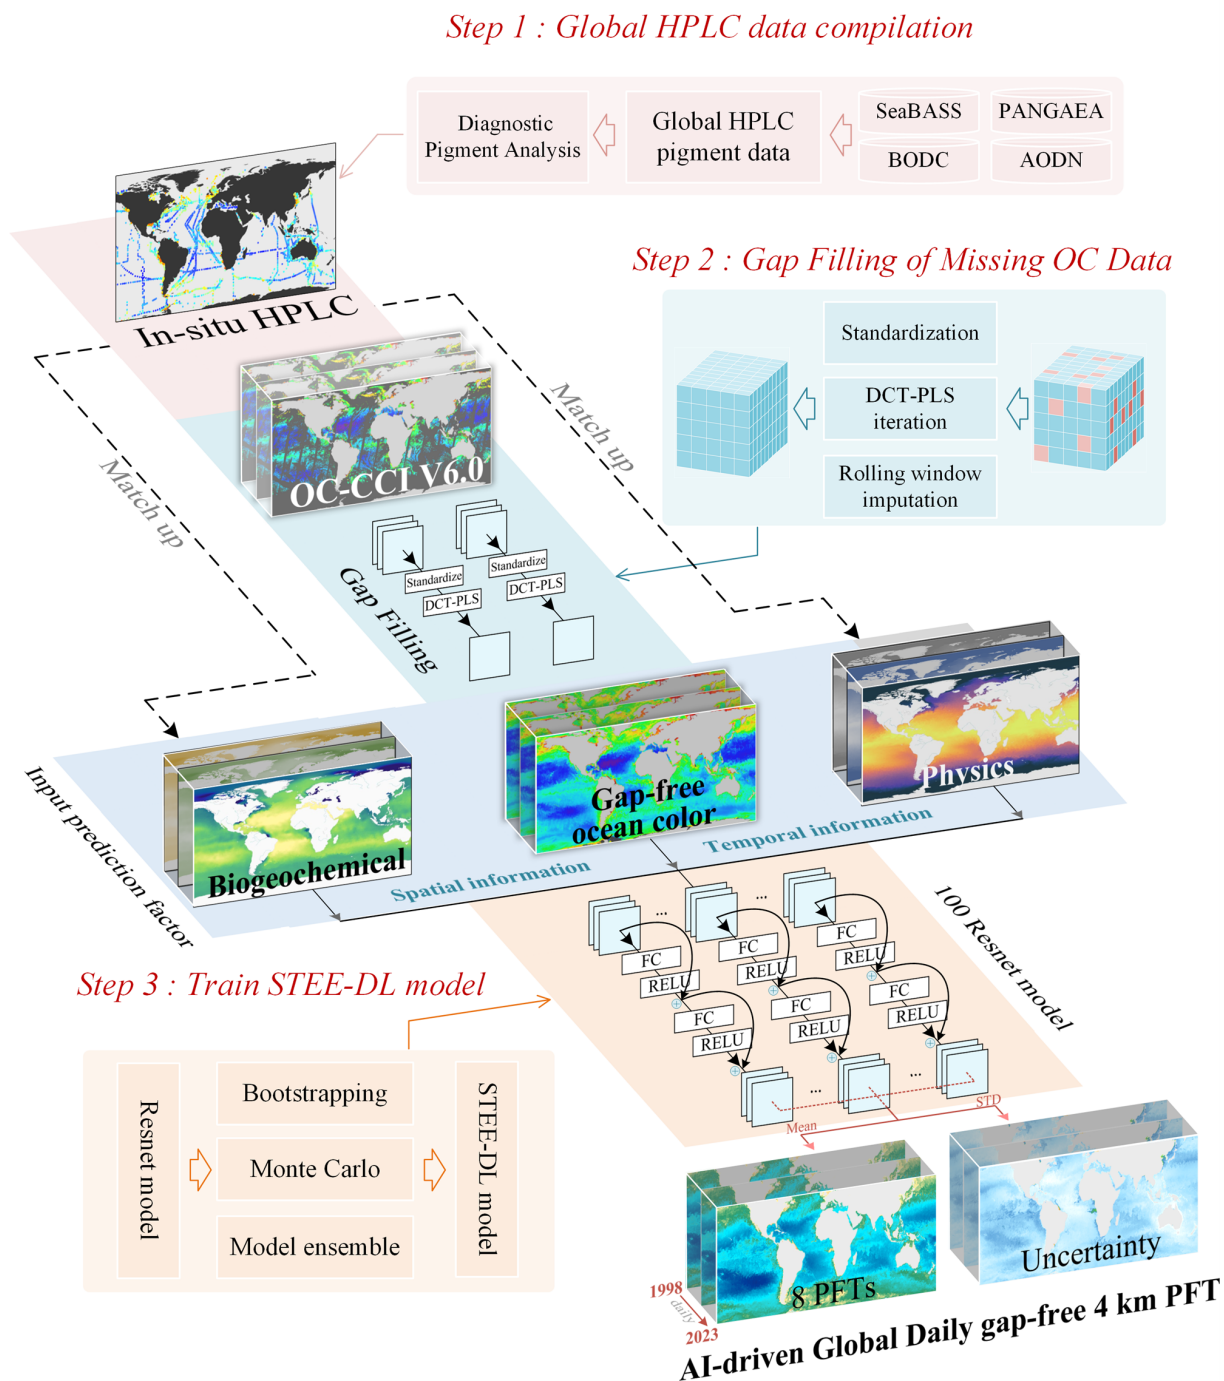 Step 1 : Global HPLC data compilation
Diagnostic
Pigment Analysis
Global HPLC
pigment data
SeaBASS
PANGAEA
BODC
AODN
In-situ HPLC
Step 2 : Gap Filling of Missing OC Data
Standardization
DCT-PLS
iteration
Rolling window
imputation
Match up
Match up
OC-CCI V6.0
Gap Filling
Standardize
DCT-PLS
Standardize
DCT-PLS
Input prediction factor
Biogeochemical
Gap-free
ocean color
Physics
Spatial information
Temporal information
100 Resnet model
...
...
FC
RELU
FC
RELU
FC
RELU
FC
RELU
FC
RELU
FC
RELU
...
...
Mean
STD
Step 3 : Train STEE-DL model
Resnet model
Bootstrapping
Monte Carlo
Model ensemble
STEE-DL model
8 PFTs
Uncertainty
1998
daily
2023
AI-driven Global Daily gap-free 4 km PFT